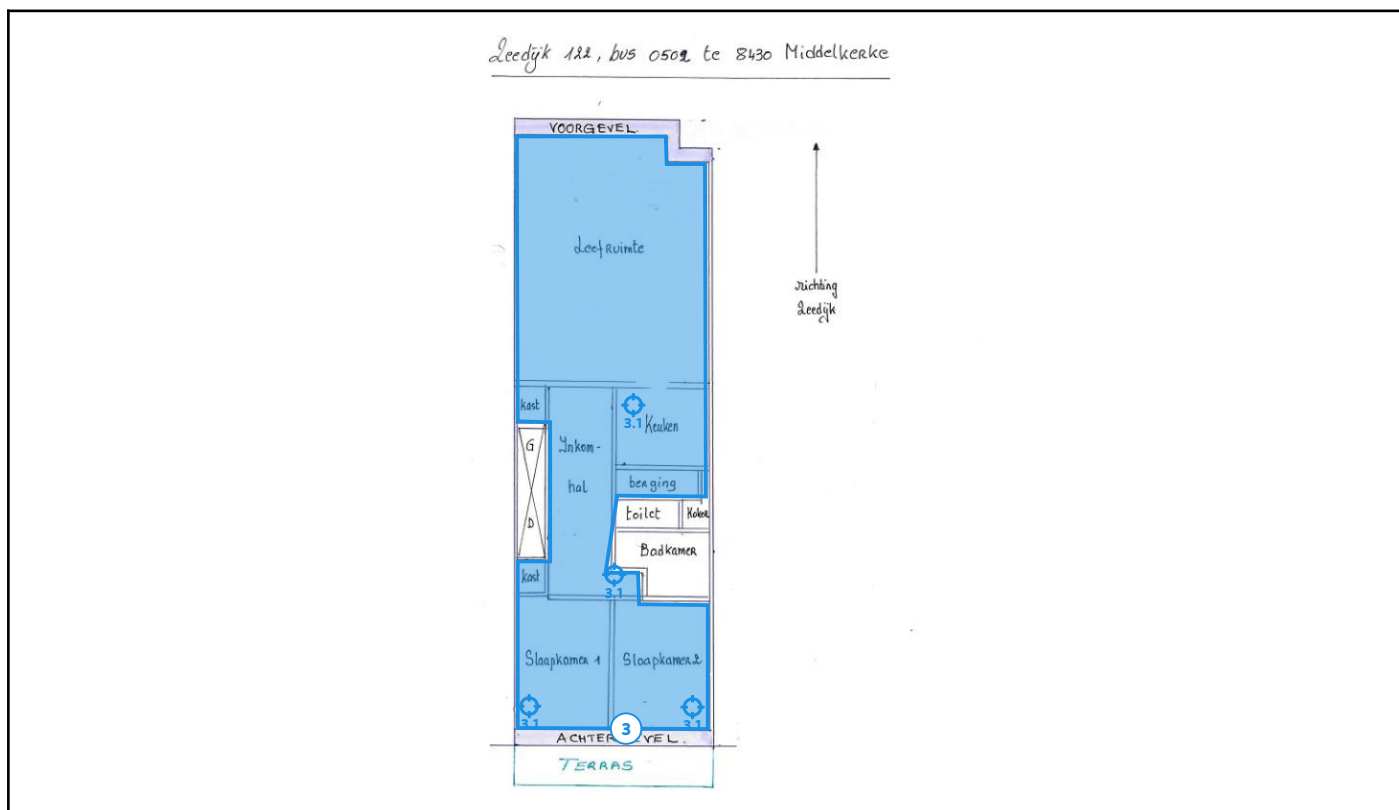 Zeedijk 122, bus 0502 te 8430 Middelkerke
VOORGEVEL.
Leefruimte
richting
Zeedijk
kast
3.1
Keuken
G
Inkom-
hal
berging
D
toilet
Koker
Badkamer
kast
3.1
Slaapkamer 1
Slaapkamer 2
3.1
3.1
3
ACHTERGEVEL.
TERRAS